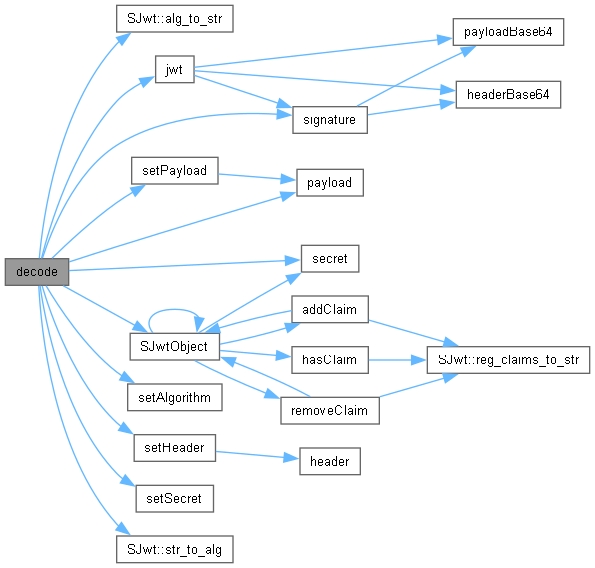 SJwt::alg_to_str
payloadBase64
jwt
headerBase64
signature
setPayload
payload
secret
decode
addClaim
SJwtObject
hasClaim
SJwt::reg_claims_to_str
setAlgorithm
removeClaim
setHeader
header
setSecret
SJwt::str_to_alg